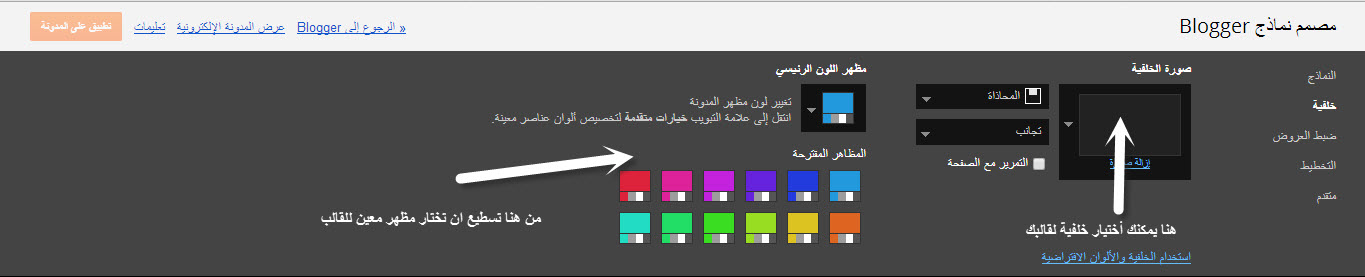 مصمم نماذج Blogger
« الرجوع إلى Blogger
عرض المدونة الإلكترونية
تعليمات
تطبيق على المدونة
النماذج
خلفية
ضبط العروض
التخطيط
متقدم
صورة الخلفية
إزالة
المحاذاة
تجانب
التمرير مع الصفحة
هنا يمكنك أختيار خلفية لقالبك
استخدام الخلفية والألوان الافتراضية
مظهر اللون الرئيسي
تغيير لون مظهر المدونة
انتقل إلى علامة التبويب خيارات متقدمة لتخصيص ألوان عناصر معينة.
المظاهر المقترحة
من هنا تسطيع ان تختار مظهر معين للقالب